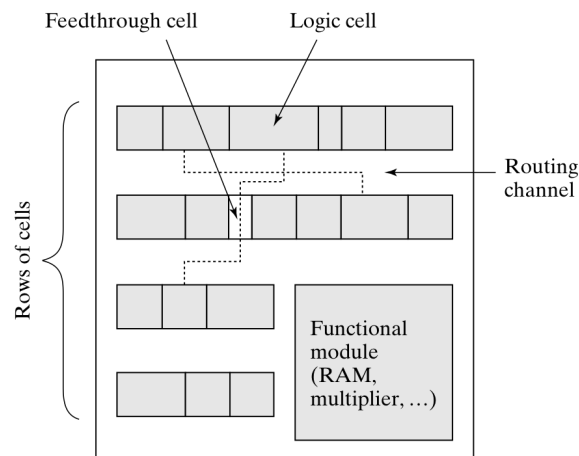 Feedthrough cell
Logic cell
Routing
channel
Rows of cells
Functional
module
(RAM,
multiplier, …)